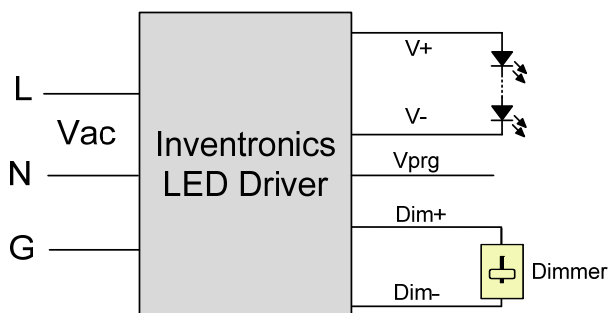 L
Vac
N
G
Inventronics
LED Driver
V+
V-
Vprg
Dim+
Dim-
Dimmer